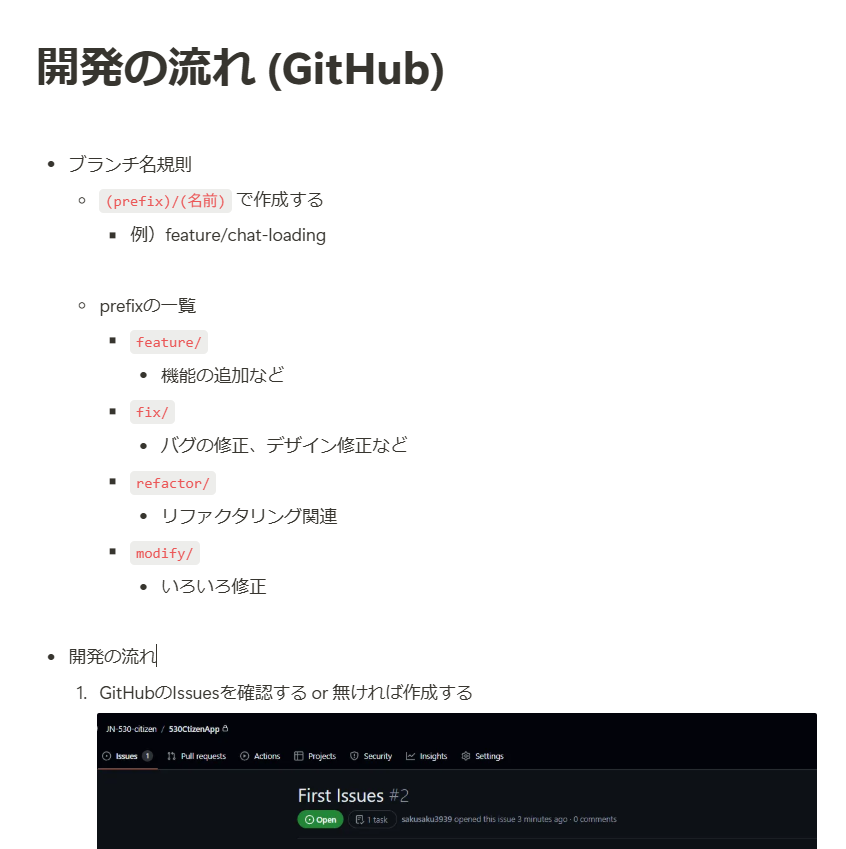 開発の流れ (GitHub)
ブランチ名規則
(prefix)/(名前) で作成する
例）feature/chat-loading
prefixの一覧
feature/
機能の追加など
fix/
バグの修正、デザイン修正など
refactor/
リファクタリング関連
modify/
いろいろ修正
開発の流れ
1. GitHubのIssuesを確認する or 無ければ作成する
JN-530-citizen / 530CtizenApp
Issues 1 Pull requests Actions Projects Security Insights Settings
First Issues #2
Open 1 task sakusaku3939 opened this issue 3 minutes ago · 0 comments